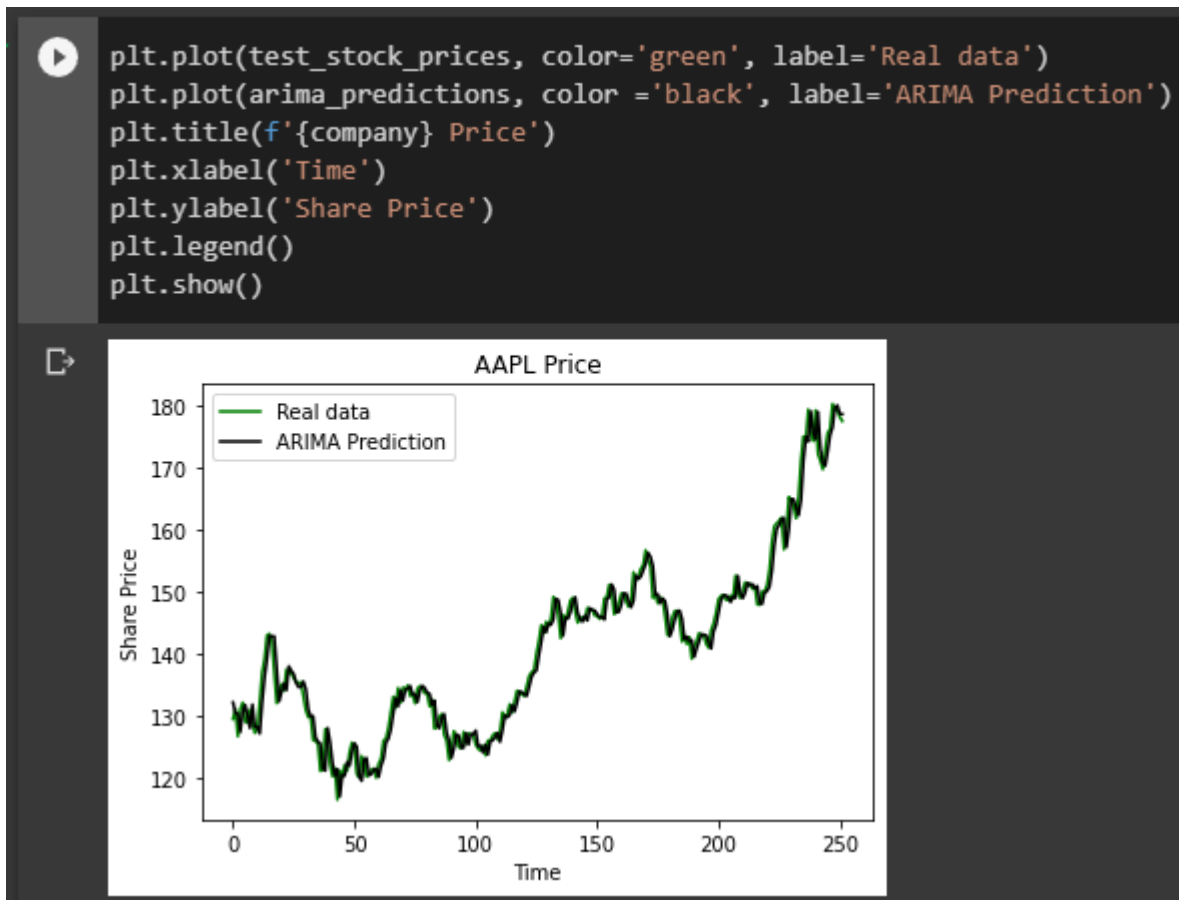 plt.plot(test_stock_prices, color='green', label='Real data')
plt.plot(arima_predictions, color ='black', label='ARIMA Prediction')
plt.title(f'{company} Price')
plt.xlabel('Time')
plt.ylabel('Share Price')
plt.legend()
plt.show()
AAPL Price
Real data
ARIMA Prediction
180
170
160
150
140
130
120
Share Price
0 50 100 150 200 250
Time